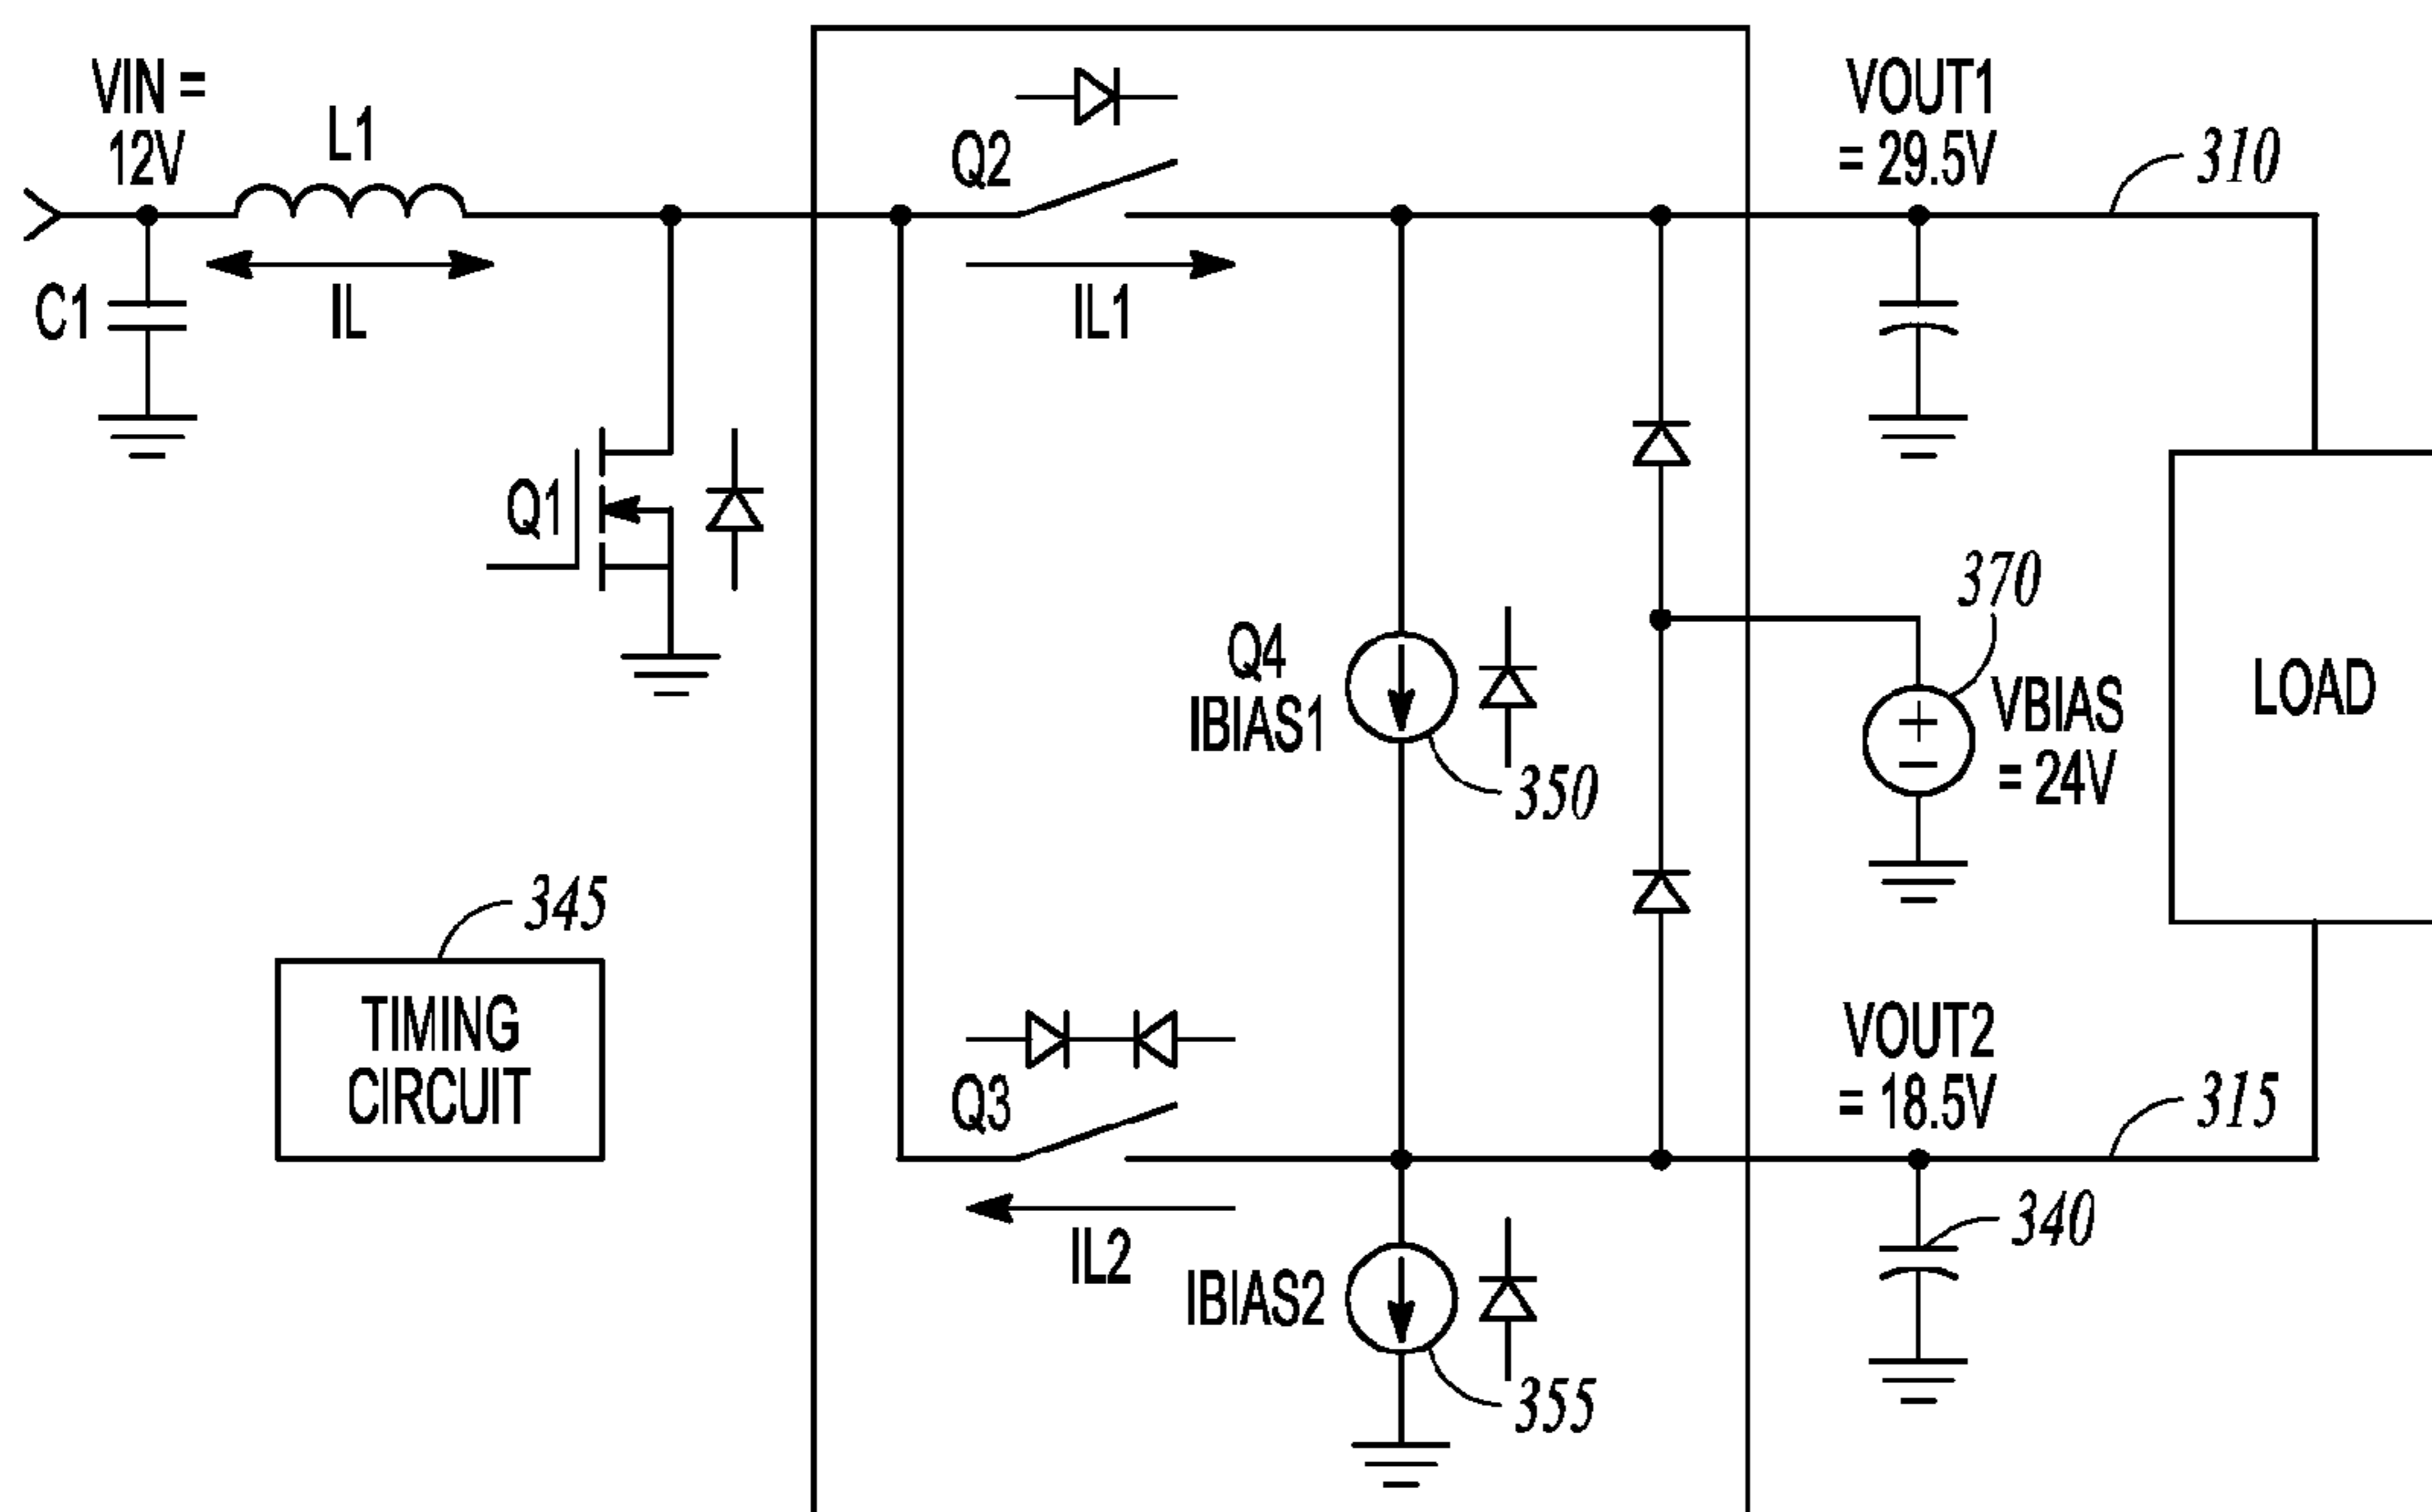 VIN =
12V
L1
C1
IL
Q1
Q2
IL1
VOUT1
= 29.5V
310
Q4
IBIAS1
350
370
VBIAS
= 24V
LOAD
345
TIMING
CIRCUIT
Q3
IL2
IBIAS2
355
VOUT2
= 18.5V
315
340